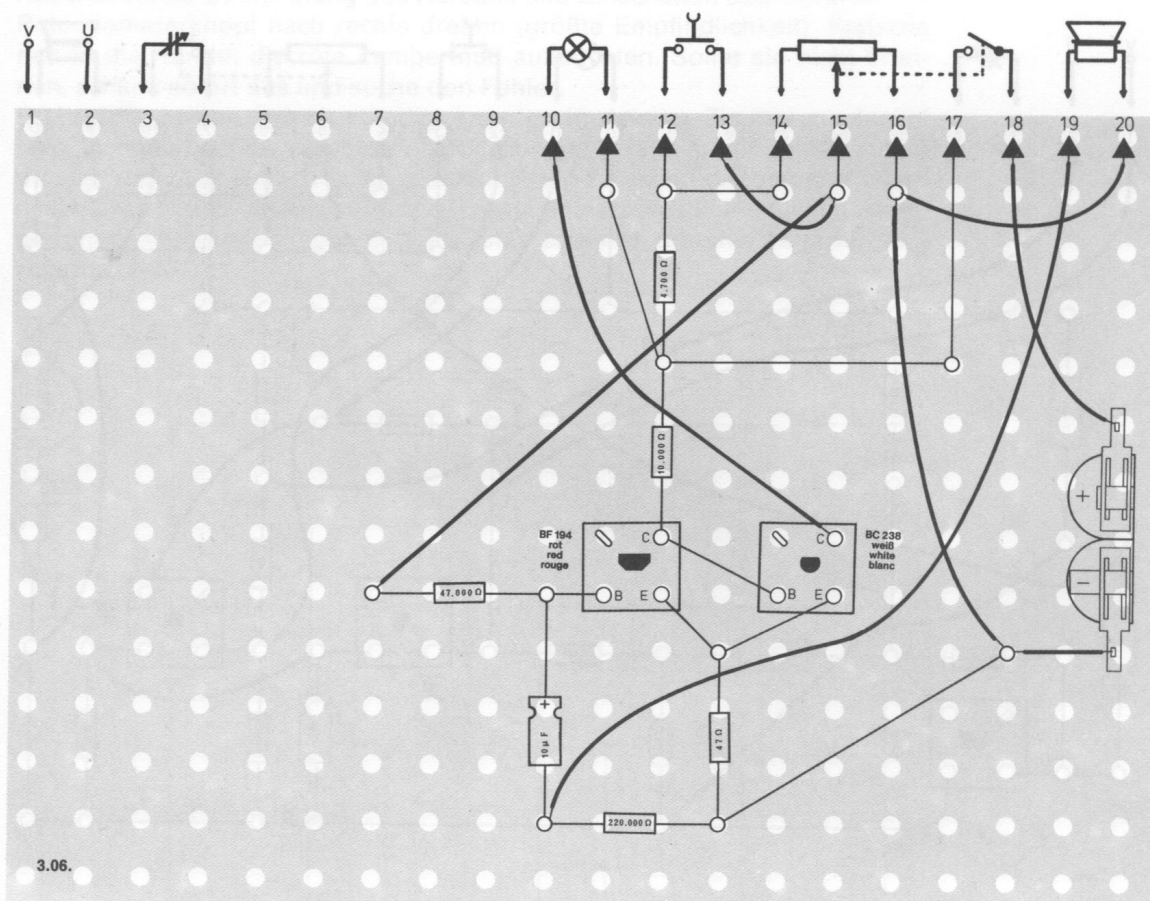 V U
1 2 3 4 5 6 7 8 9 10 11 12 13 14 15 16 17 18 19 20
4.700 Ω
10.000 Ω
BF 194
rot
red
rouge
C
B E
C
B E
BC 238
weiß
white
blanc
+
−
47.000 Ω
+
10 µ F
47 Ω
220.000 Ω
3.06.